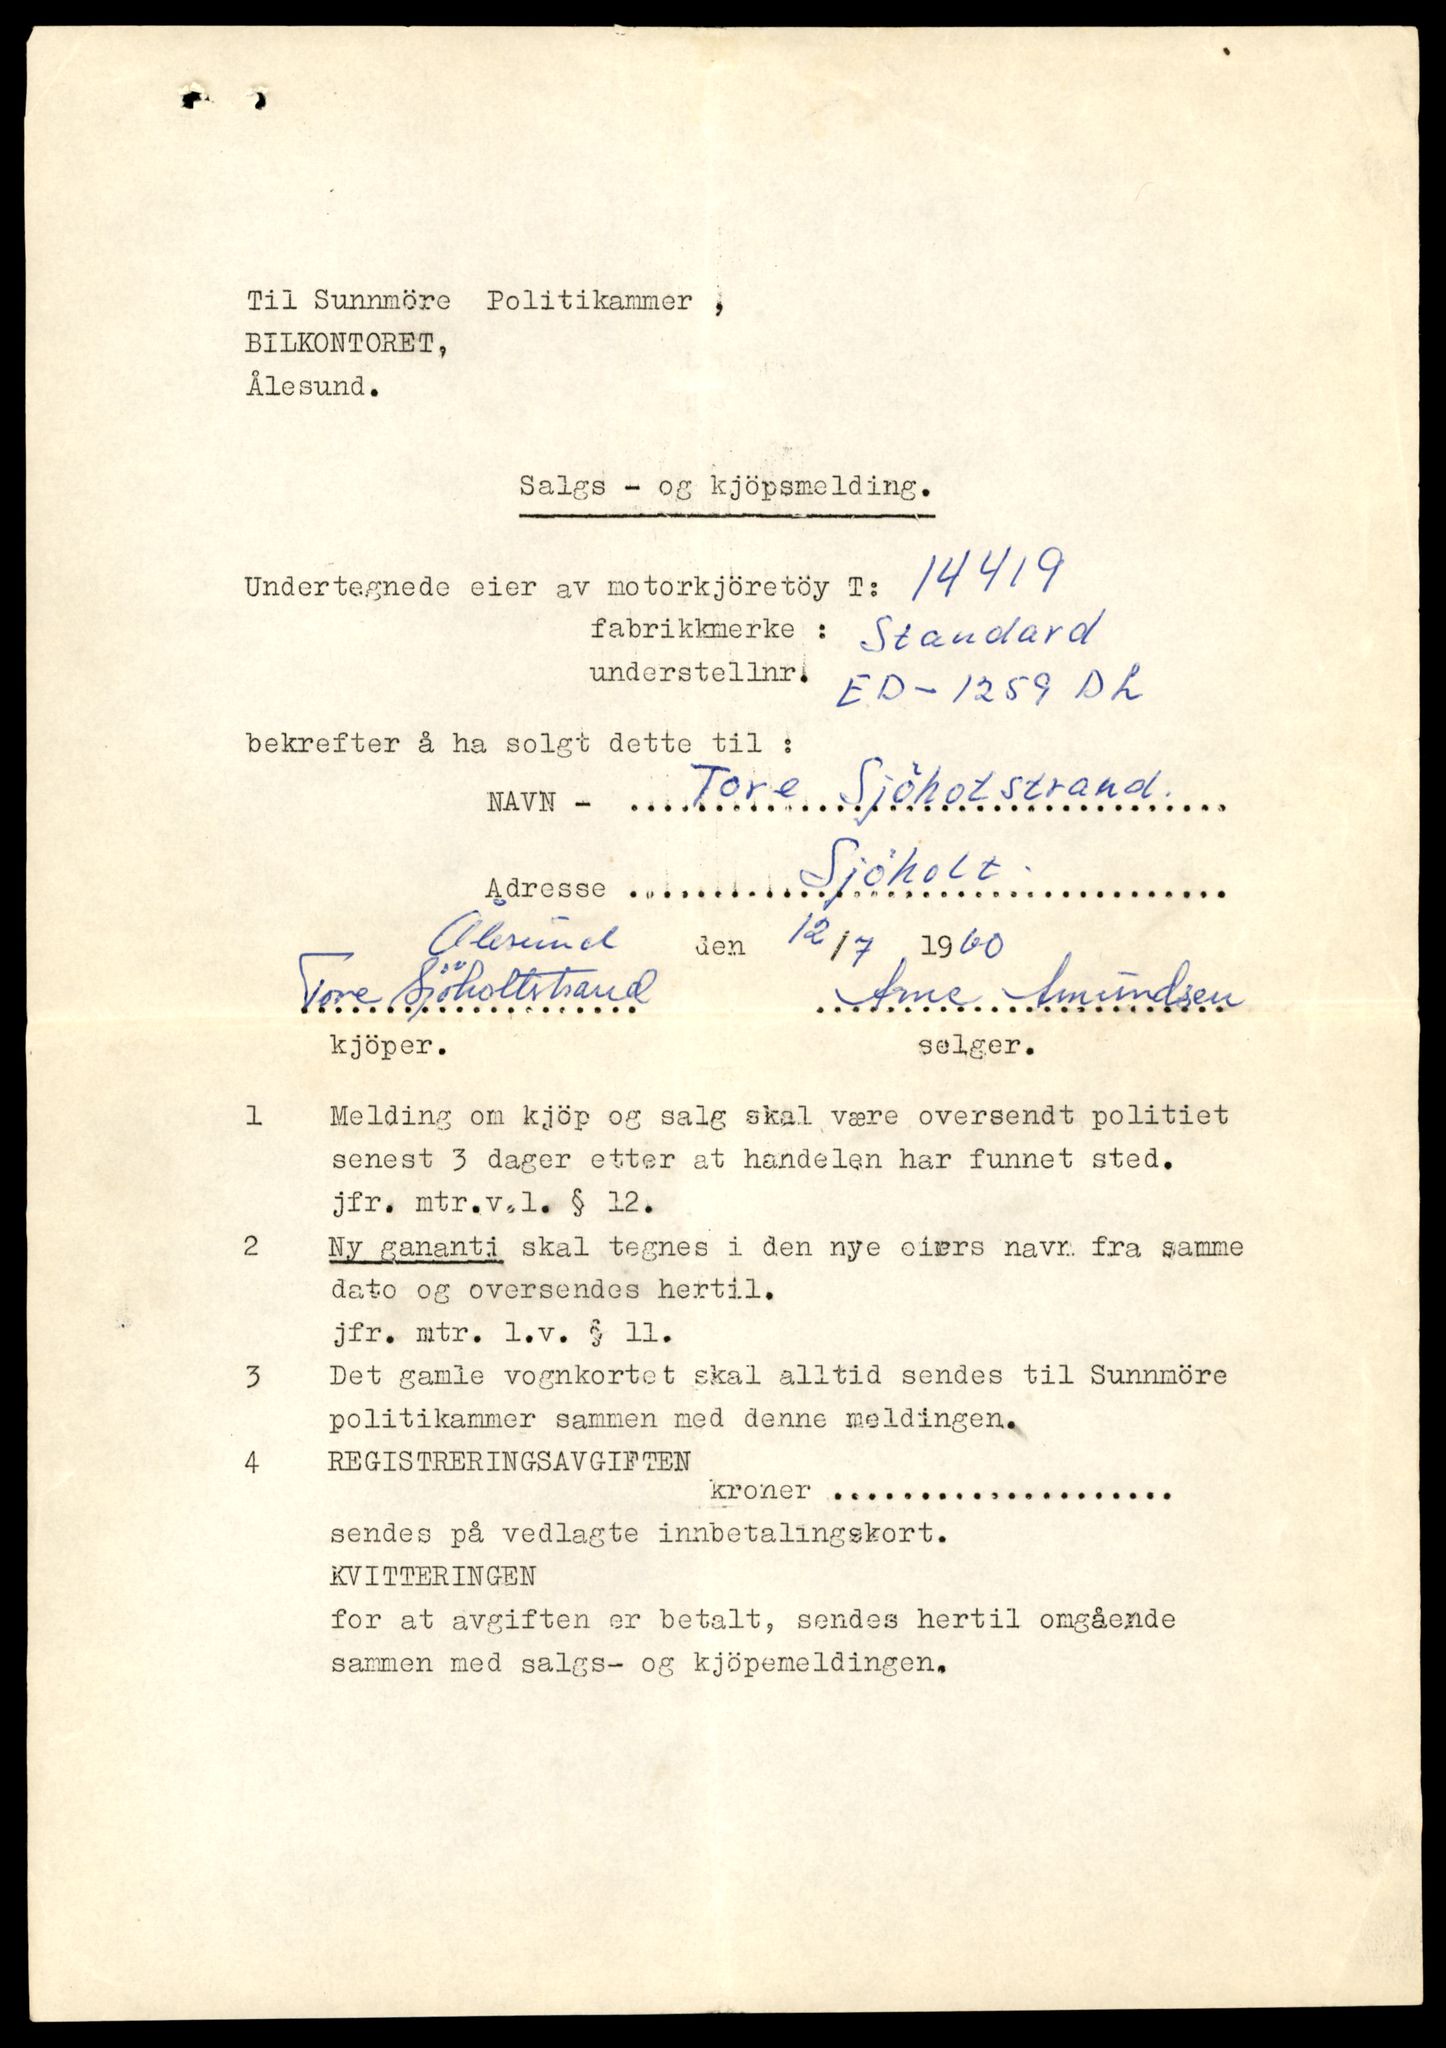 Til Sunnmöre Politikammer ,
BILKONTORET,
Ålesund.
Salgs - og kjöpsmelding.
Undertegnede eier av motorkjöretöy T: 14419
fabrikkmerke : Standard
understellnr. ED - 1259 DL
bekrefter å ha solgt dette til :
NAVN - Tore Sjöholstrand.
Adresse Sjöholt.
Ålesund den 12/7 1960
Tore Sjöholtstrand Arne Amundsen
kjöper. selger.
1 Melding om kjöp og salg skal være oversendt politiet
senest 3 dager etter at handelen har funnet sted.
jfr. mtr.v.l. § 12.
2 Ny gananti skal tegnes i den nye eiers navn fra samme
dato og oversendes hertil.
jfr. mtr. l.v. § 11.
3 Det gamle vognkortet skal alltid sendes til Sunnmöre
politikammer sammen med denne meldingen.
4 REGISTRERINGSAVGIFTEN
kroner ....................
sendes på vedlagte innbetalingskort.
KVITTERINGEN
for at avgiften er betalt, sendes hertil omgående
sammen med salgs- og kjöpemeldingen.